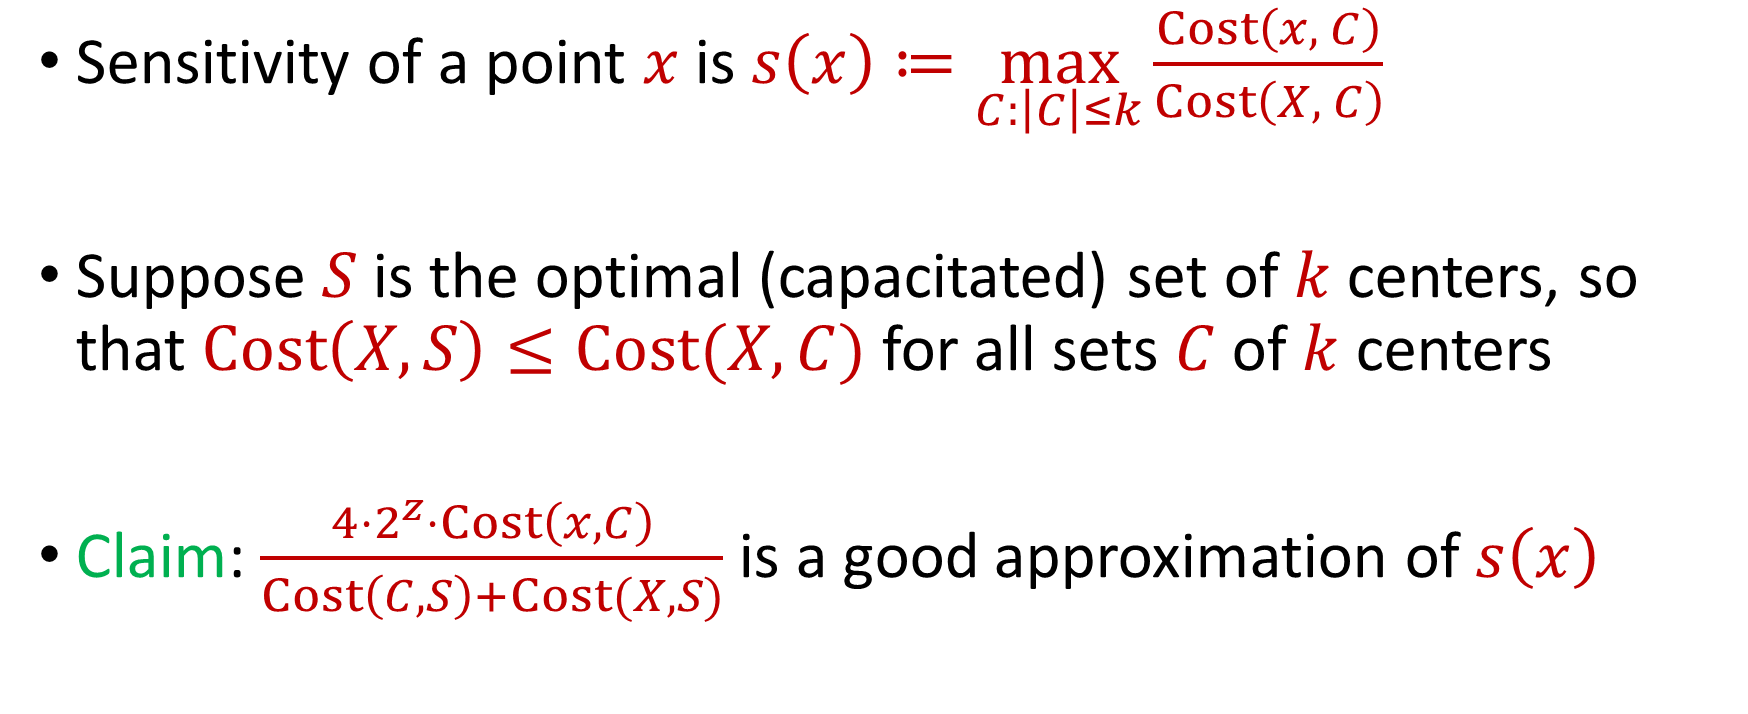 • Sensitivity of a point x is s(x) := max_{C:|C|≤k} Cost(x, C) / Cost(X, C)
• Suppose S is the optimal (capacitated) set of k centers, so
that Cost(X, S) ≤ Cost(X, C) for all sets C of k centers
• Claim: 4·2^z·Cost(x,C) / Cost(C,S)+Cost(X,S) is a good approximation of s(x)